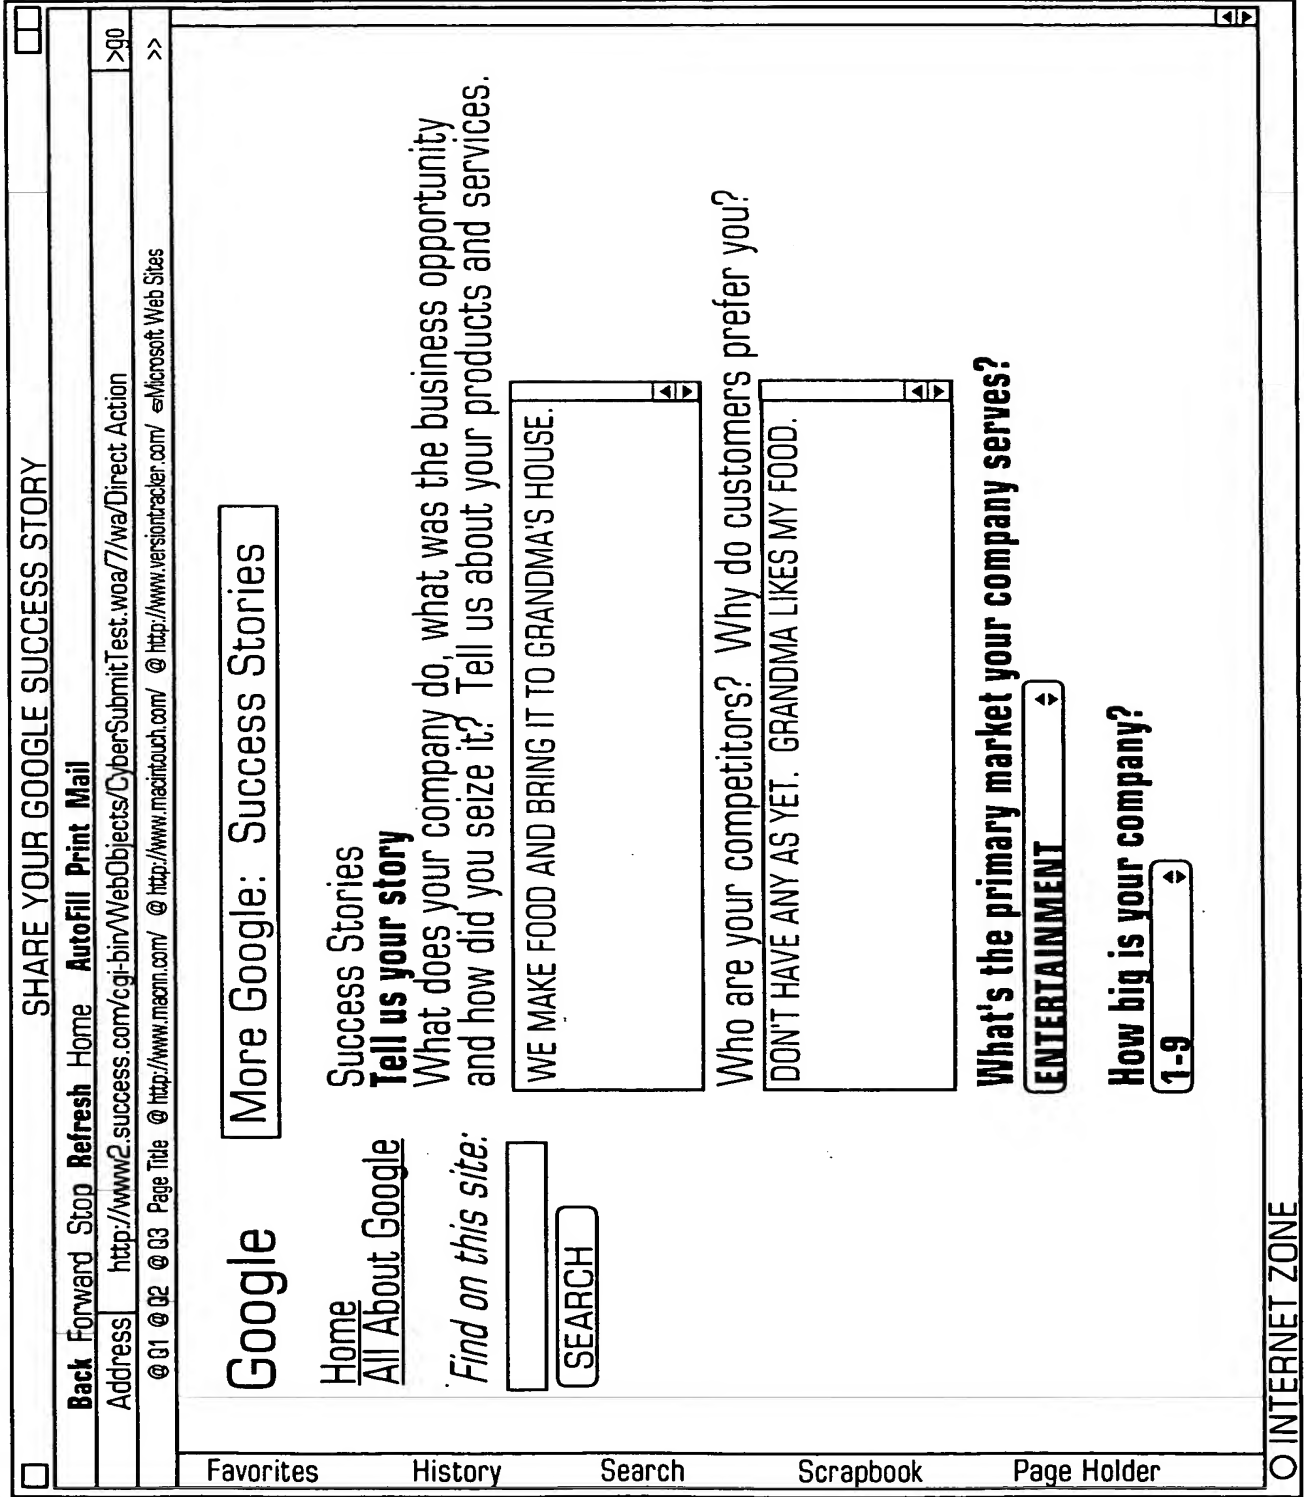 SHARE YOUR GOOGLE SUCCESS STORY
Back Forward Stop Refresh Home AutoFill Print Mail
Address http://www2.success.com/cgi-bin/WebObjects/CyberSubmitTest.woa/7/wa/Direct Action >go
@ Q1 @ Q2 @ Q3 Page Title @ http://www.macnn.com/ @ http://www.macintouch.com/ @ http://www.versiontracker.com/ Microsoft Web Sites >>
Favorites
History
Search
Scrapbook
Page Holder
Google
More Google: Success Stories
Home
All About Google
Find on this site:
SEARCH
Success Stories
Tell us your story
What does your company do, what was the business opportunity
and how did you seize it? Tell us about your products and services.
WE MAKE FOOD AND BRING IT TO GRANDMA'S HOUSE.
Who are your competitors? Why do customers prefer you?
DON'T HAVE ANY AS YET. GRANDMA LIKES MY FOOD.
What's the primary market your company serves?
ENTERTAINMENT
How big is your company?
1-9
INTERNET ZONE